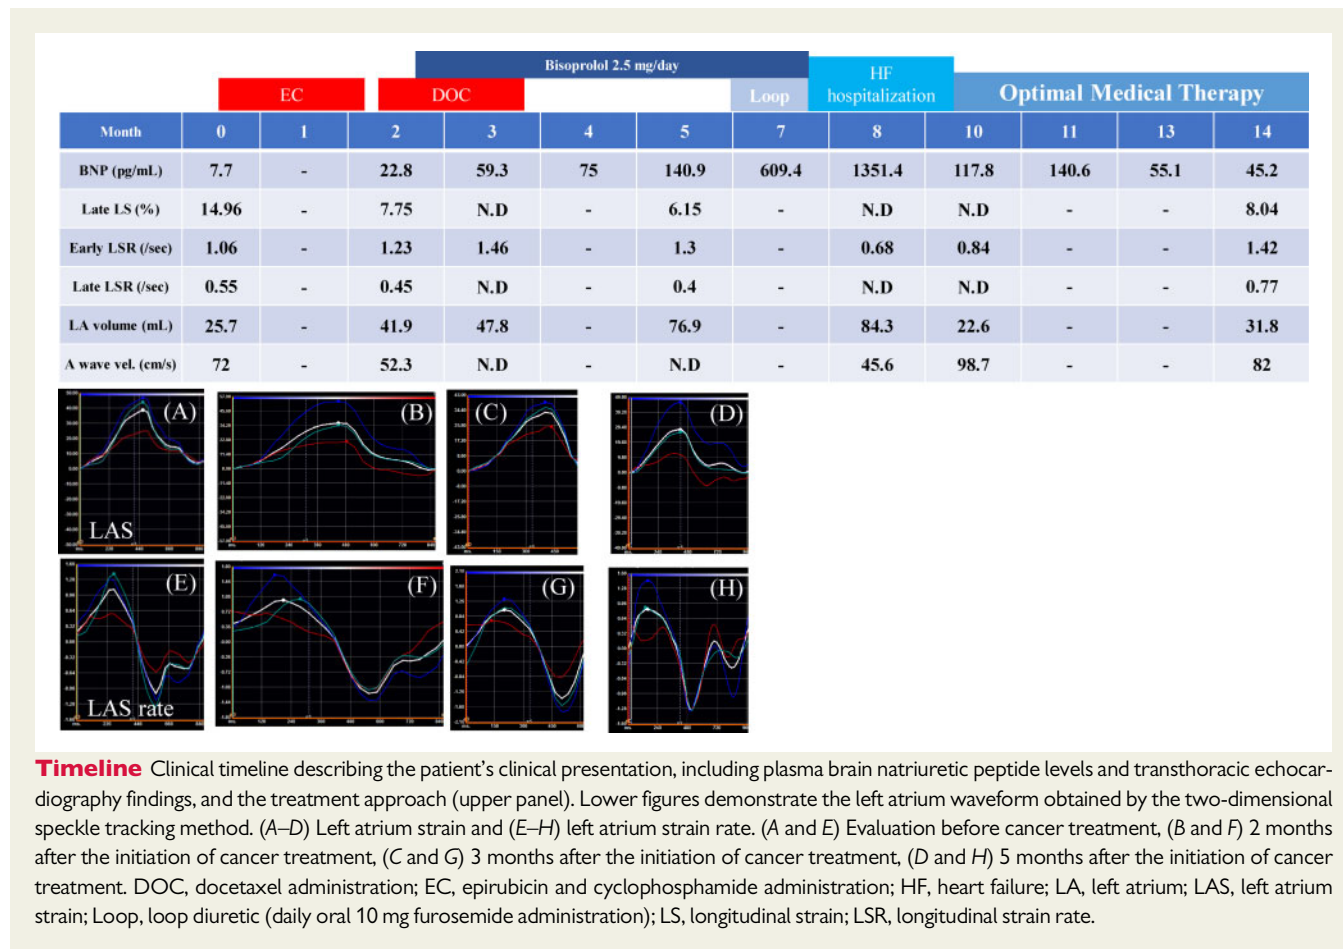 Bisoprolol 2.5 mg/day
EC DOC Loop HF hospitalization Optimal Medical Therapy
Month 0 1 2 3 4 5 7 8 10 11 13 14
BNP (pg/mL) 7.7 - 22.8 59.3 75 140.9 609.4 1351.4 117.8 140.6 55.1 45.2
Late LS (%) 14.96 - 7.75 N.D - 6.15 - N.D N.D - - 8.04
Early LSR (/sec) 1.06 - 1.23 1.46 - 1.3 - 0.68 0.84 - - 1.42
Late LSR (/sec) 0.55 - 0.45 N.D - 0.4 - N.D N.D - - 0.77
LA volume (mL) 25.7 - 41.9 47.8 - 76.9 - 84.3 22.6 - - 31.8
A wave vel. (cm/s) 72 - 52.3 N.D - N.D - 45.6 98.7 - - 82
(A) (B) (C) (D)
LAS
(E) (F) (G) (H)
LAS rate
Timeline Clinical timeline describing the patient's clinical presentation, including plasma brain natriuretic peptide levels and transthoracic echocar-
diography findings, and the treatment approach (upper panel). Lower figures demonstrate the left atrium waveform obtained by the two-dimensional
speckle tracking method. (A–D) Left atrium strain and (E–H) left atrium strain rate. (A and E) Evaluation before cancer treatment, (B and F) 2 months
after the initiation of cancer treatment, (C and G) 3 months after the initiation of cancer treatment, (D and H) 5 months after the initiation of cancer
treatment. DOC, docetaxel administration; EC, epirubicin and cyclophosphamide administration; HF, heart failure; LA, left atrium; LAS, left atrium
strain; Loop, loop diuretic (daily oral 10 mg furosemide administration); LS, longitudinal strain; LSR, longitudinal strain rate.